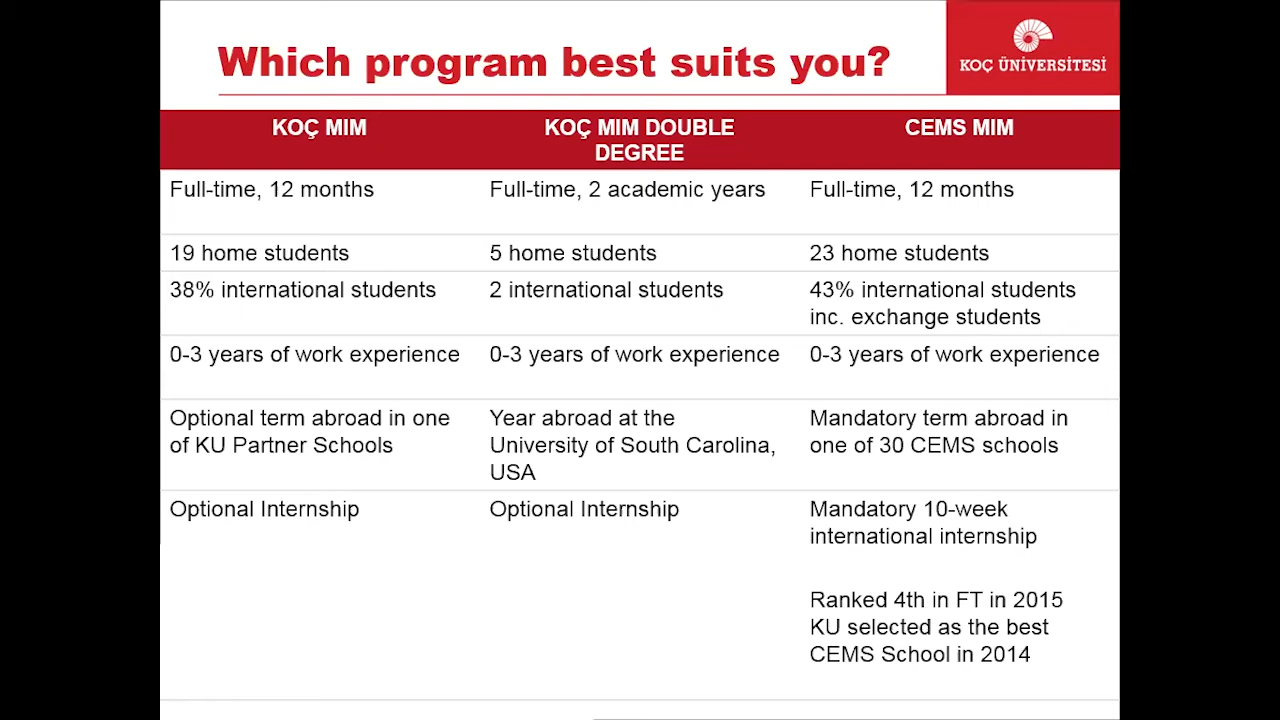 Which program best suits you?
KOÇ ÜNİVERSİTESİ
KOÇ MIM
KOÇ MIM DOUBLE
DEGREE
CEMS MIM
Full-time, 12 months
Full-time, 2 academic years
Full-time, 12 months
19 home students
5 home students
23 home students
38% international students
2 international students
43% international students
inc. exchange students
0-3 years of work experience
0-3 years of work experience
0-3 years of work experience
Optional term abroad in one
of KU Partner Schools
Year abroad at the
University of South Carolina,
USA
Mandatory term abroad in
one of 30 CEMS schools
Optional Internship
Optional Internship
Mandatory 10-week
international internship
Ranked 4th in FT in 2015
KU selected as the best
CEMS School in 2014